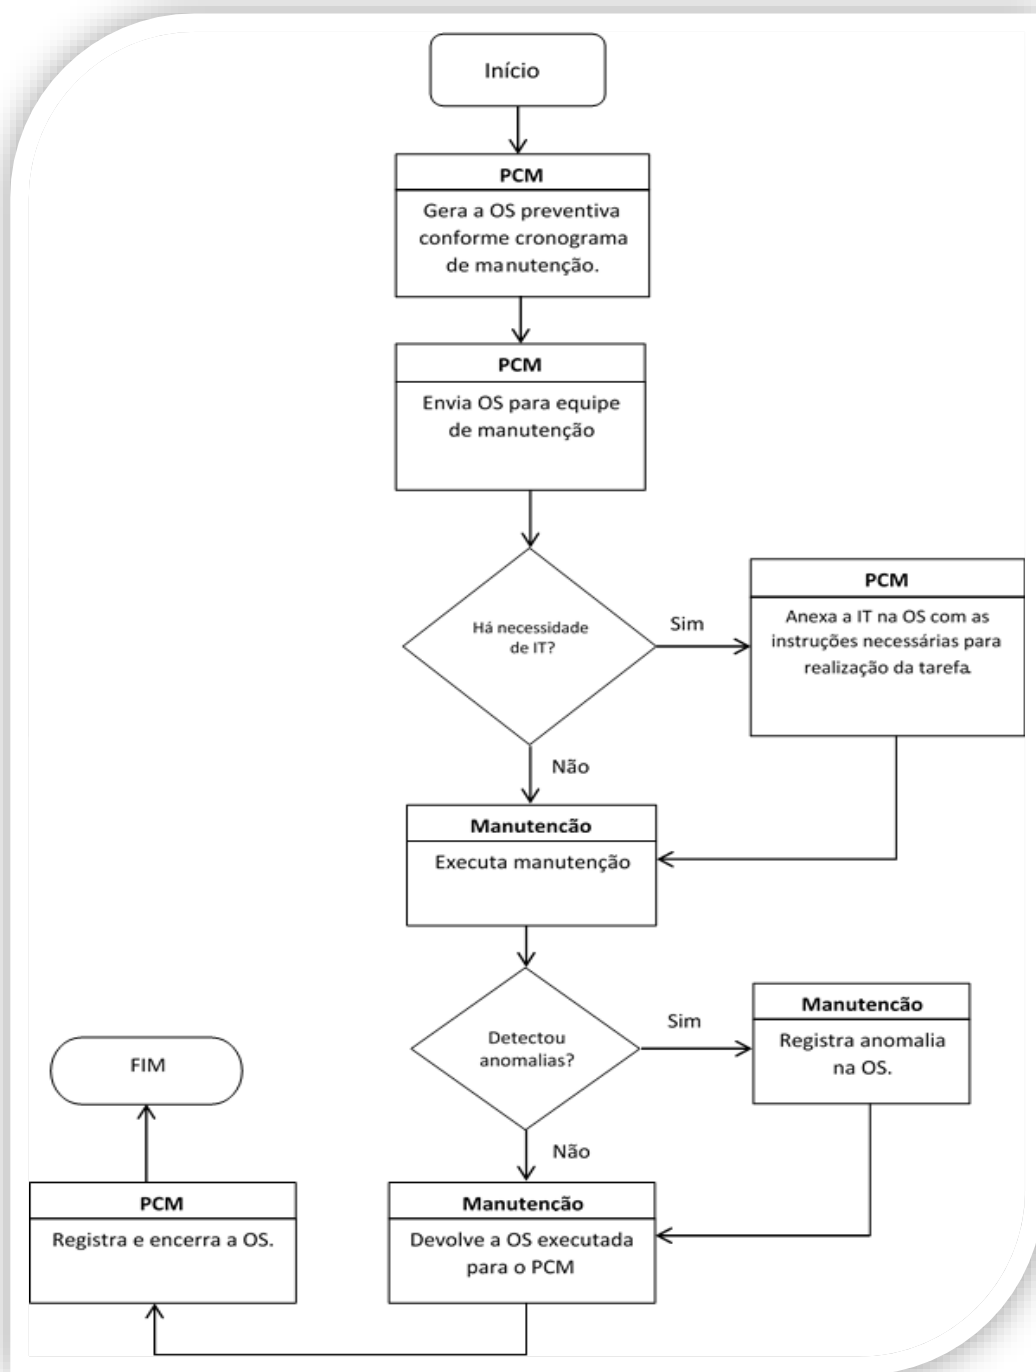 Início
PCM
Gera a OS preventiva
conforme cronograma
de manutenção.
PCM
Envia OS para equipe
de manutenção
Há necessidade
de IT?
Sim
PCM
Anexa a IT na OS com as
instruções necessárias para
realização da tarefa.
Não
Manutencão
Executa manutenção
Detectou
anomalias?
Sim
Manutencão
Registra anomalia
na OS.
Não
Manutencão
Devolve a OS executada
para o PCM
PCM
Registra e encerra a OS.
FIM